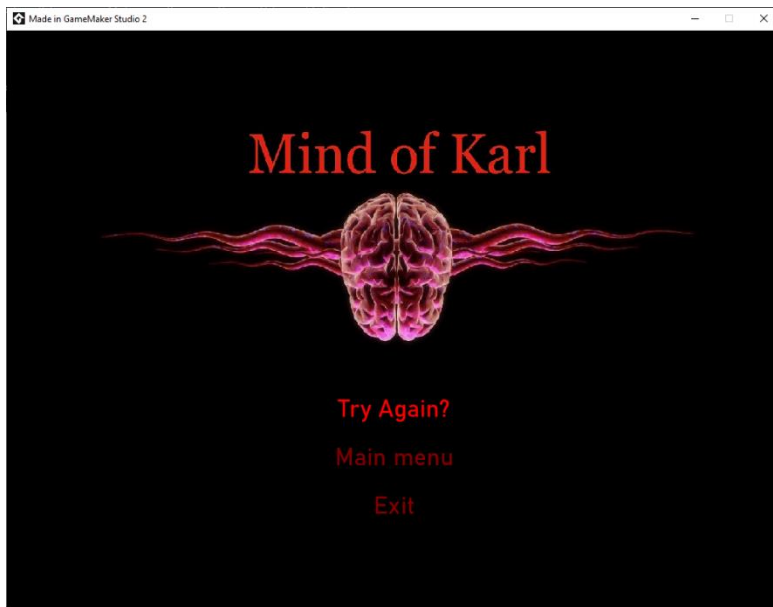 Made in GameMaker Studio 2
Mind of Karl
Try Again?
Main menu
Exit